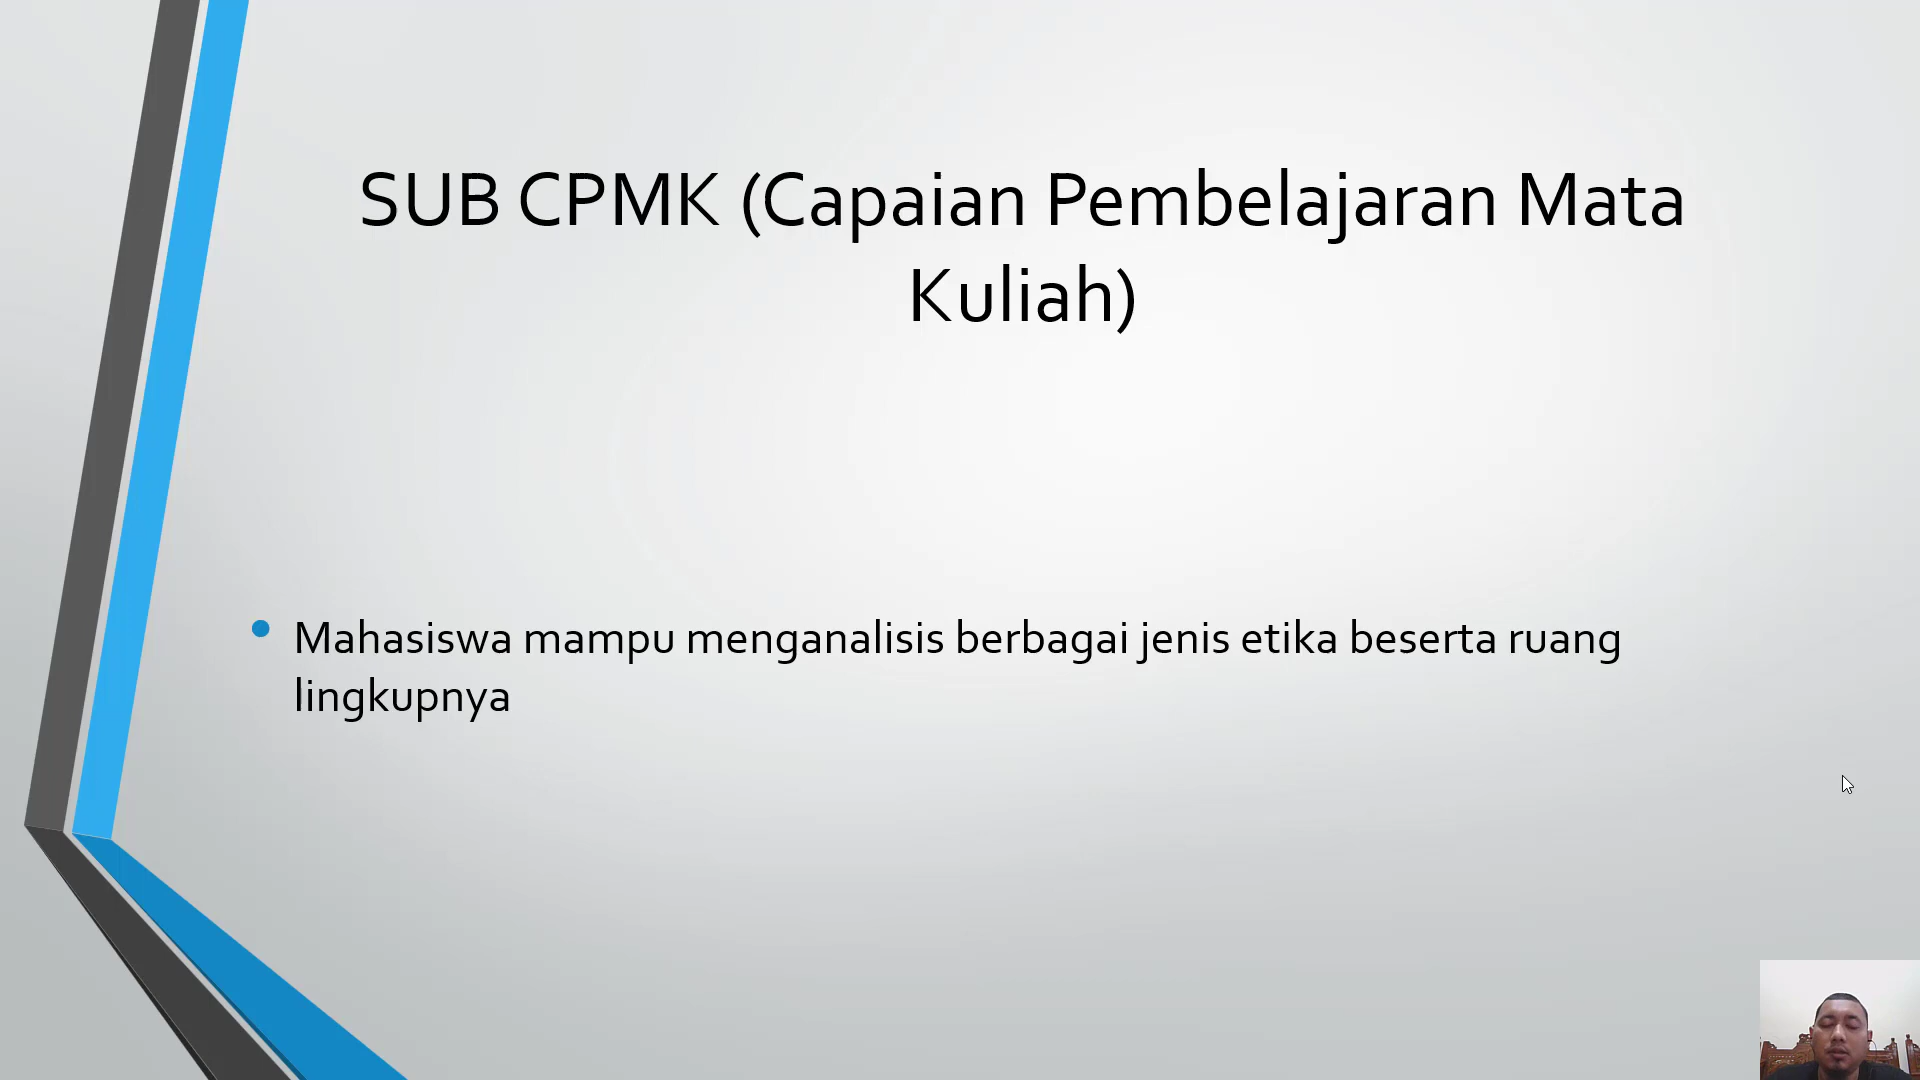 SUB CPMK (Capaian Pembelajaran Mata
Kuliah)
• Mahasiswa mampu menganalisis berbagai jenis etika beserta ruang
lingkupnya